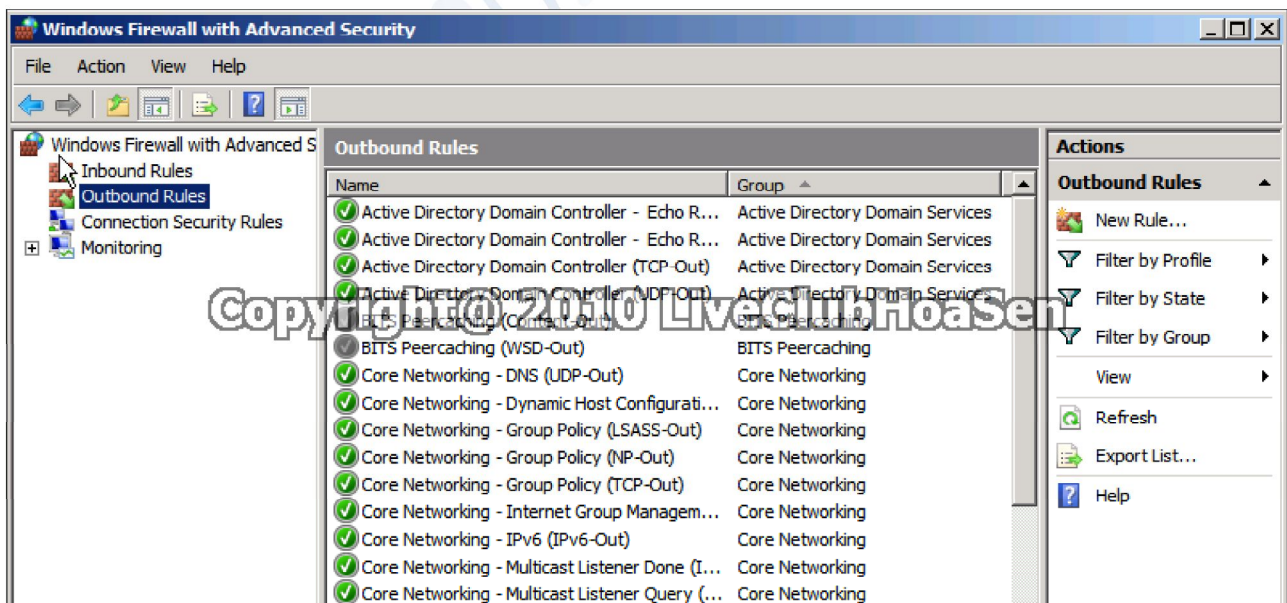 Windows Firewall with Advanced Security
File Action View Help
Windows Firewall with Advanced S
Inbound Rules
Outbound Rules
Connection Security Rules
Monitoring
Outbound Rules
Name Group
Active Directory Domain Controller - Echo R... Active Directory Domain Services
Active Directory Domain Controller - Echo R... Active Directory Domain Services
Active Directory Domain Controller (TCP-Out) Active Directory Domain Services
Active Directory Domain Controller (UDP-Out) Active Directory Domain Services
BITS Peercaching (Content-Out) BITS Peercaching
BITS Peercaching (WSD-Out) BITS Peercaching
Core Networking - DNS (UDP-Out) Core Networking
Core Networking - Dynamic Host Configurati... Core Networking
Core Networking - Group Policy (LSASS-Out) Core Networking
Core Networking - Group Policy (NP-Out) Core Networking
Core Networking - Group Policy (TCP-Out) Core Networking
Core Networking - Internet Group Managem... Core Networking
Core Networking - IPv6 (IPv6-Out) Core Networking
Core Networking - Multicast Listener Done (I... Core Networking
Core Networking - Multicast Listener Query (... Core Networking
Copyright@ 2010 LiveClubHoaSen
Actions
Outbound Rules
New Rule...
Filter by Profile
Filter by State
Filter by Group
View
Refresh
Export List...
Help